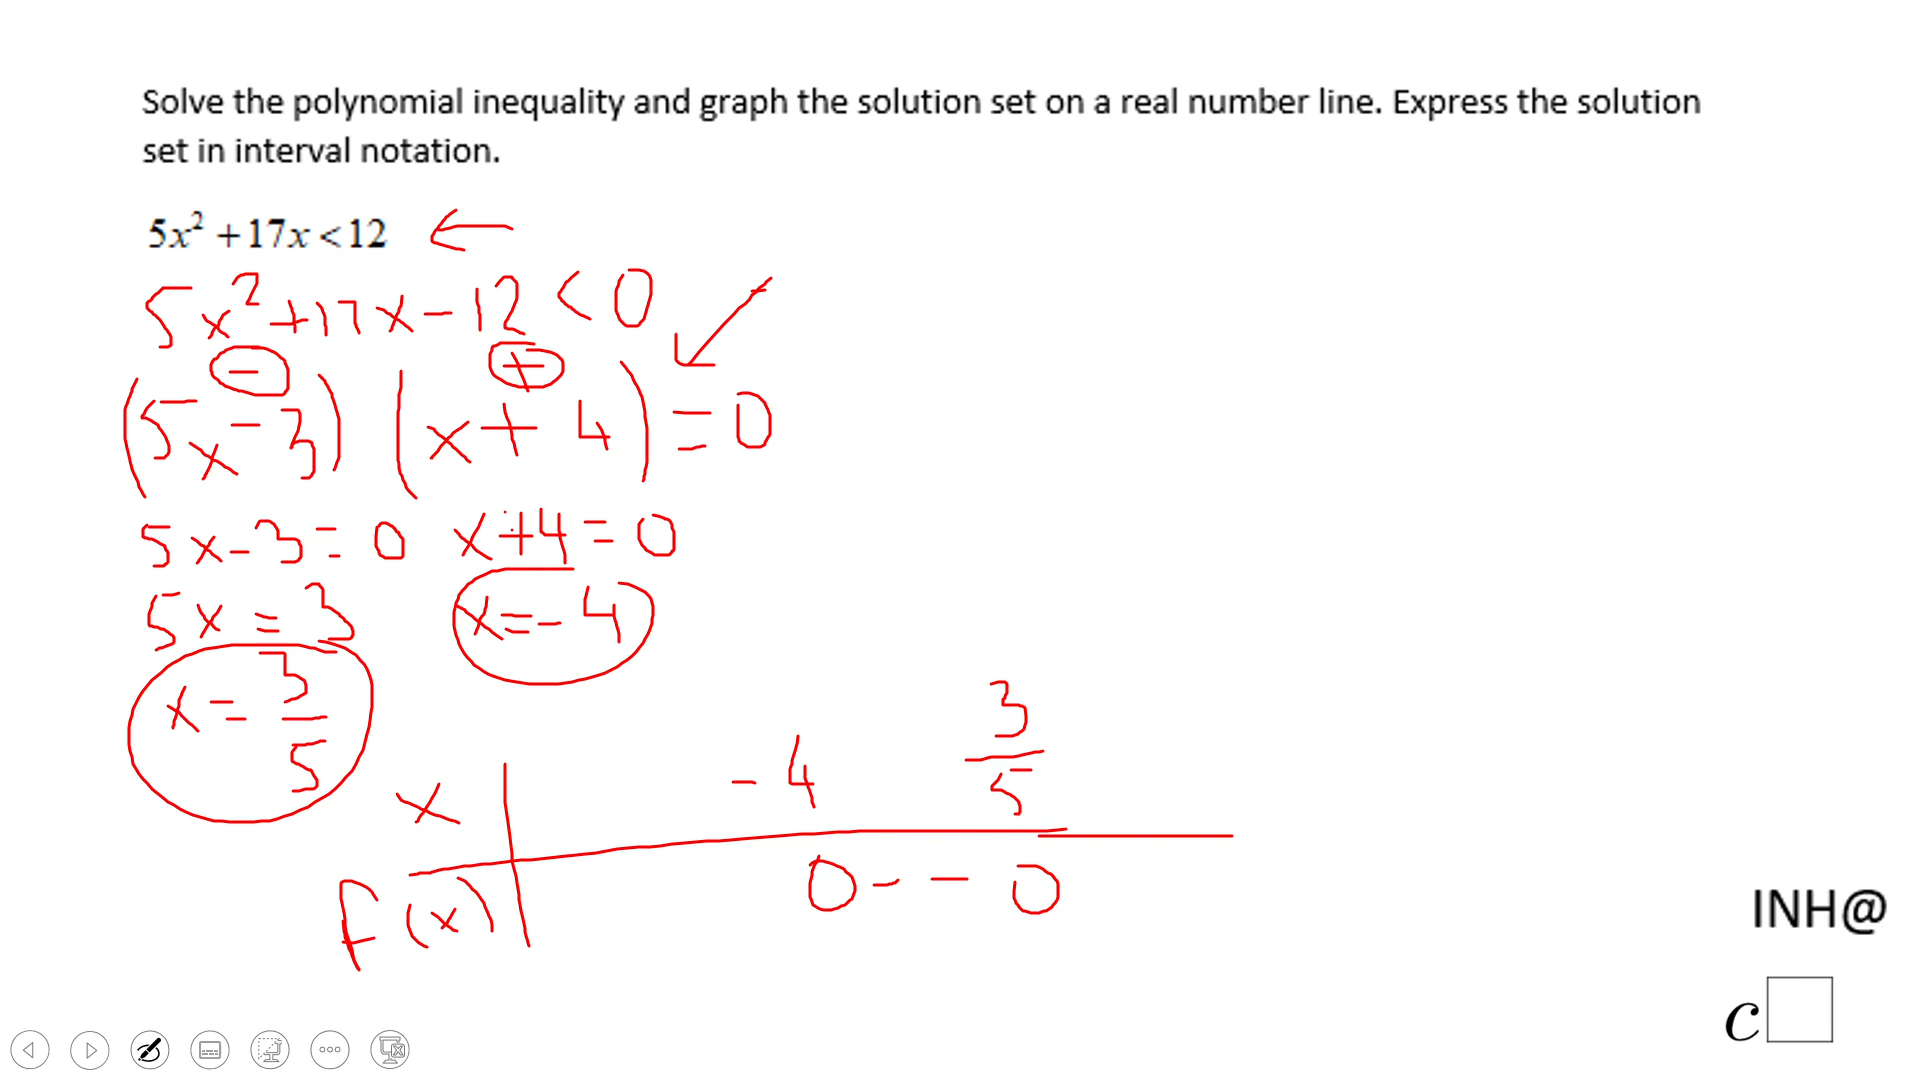 Solve the polynomial inequality and graph the solution set on a real number line. Express the solution
set in interval notation.
5x² + 17x < 12 ←
5x² + 17x - 12 < 0
- +
(5x - 3) (x + 4) = 0
5x - 3 = 0 x + 4 = 0
5x = 3 x = - 4
x = 3/5
x - 4 3/5
f(x) 0 - - 0
INH@
c